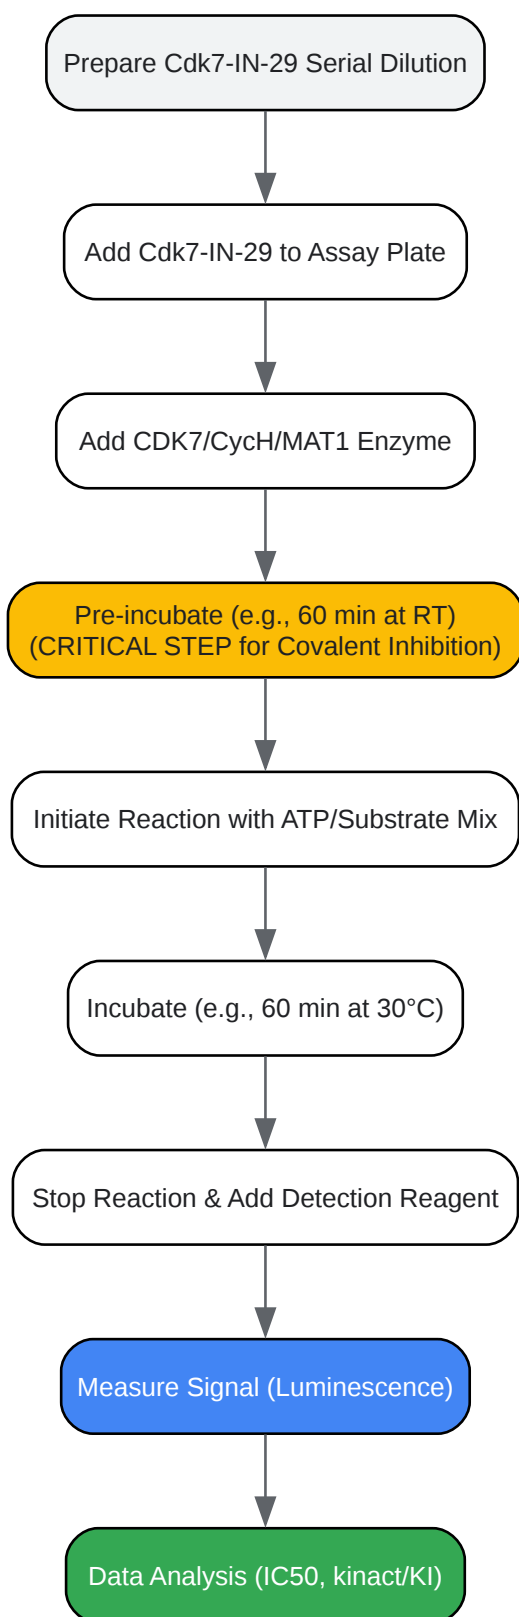 Prepare Cdk7-IN-29 Serial Dilution
Add Cdk7-IN-29 to Assay Plate
Add CDK7/CycH/MAT1 Enzyme
Pre-incubate (e.g., 60 min at RT)
(CRITICAL STEP for Covalent Inhibition)
Initiate Reaction with ATP/Substrate Mix
Incubate (e.g., 60 min at 30°C)
Stop Reaction & Add Detection Reagent
Measure Signal (Luminescence)
Data Analysis (IC50, kinact/KI)